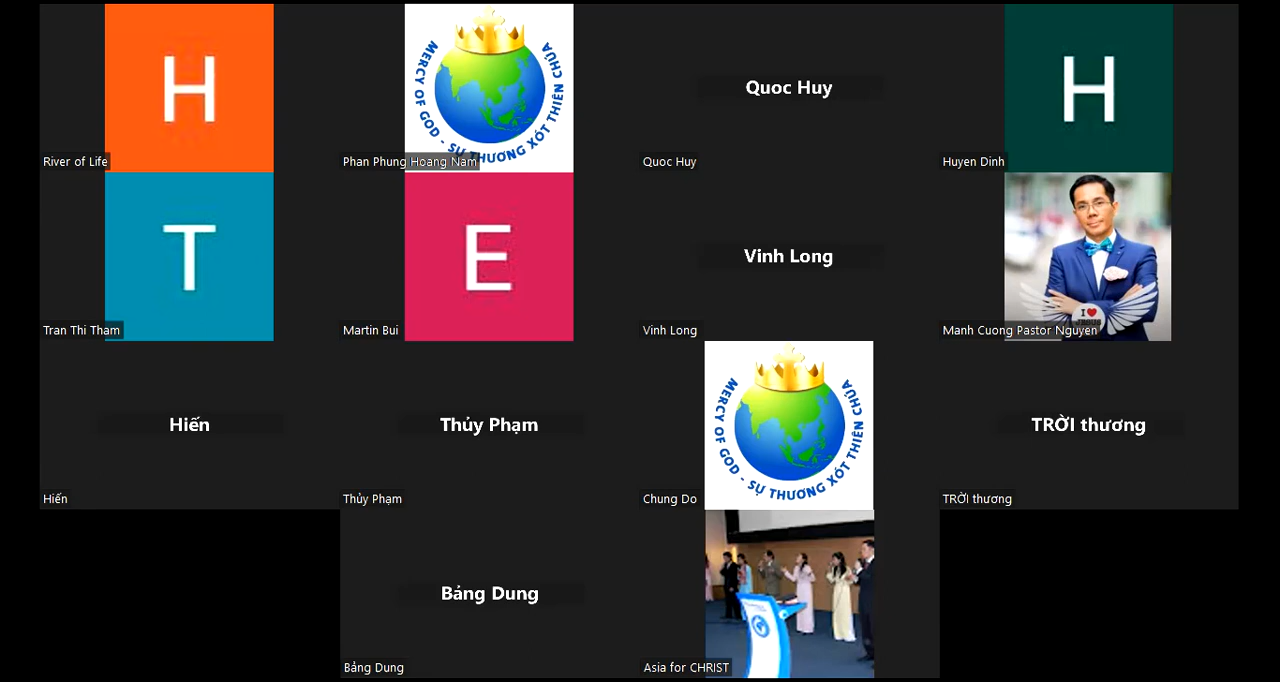 H
River of Life
MERCY OF GOD - SỰ THƯƠNG XÓT THIÊN CHÚA
Phan Phung Hoang Nam
Quoc Huy
Quoc Huy
H
Huyen Dinh
T
Tran Thi Tham
E
Martin Bui
Vinh Long
Vinh Long
I
Manh Cuong Pastor Nguyen
Hiến
Hiến
Thủy Phạm
Thủy Phạm
MERCY OF GOD - SỰ THƯƠNG XÓT THIÊN CHÚA
Chung Do
TRỜI thương
TRỜI thương
Bảng Dung
Bảng Dung
Asia for CHRIST